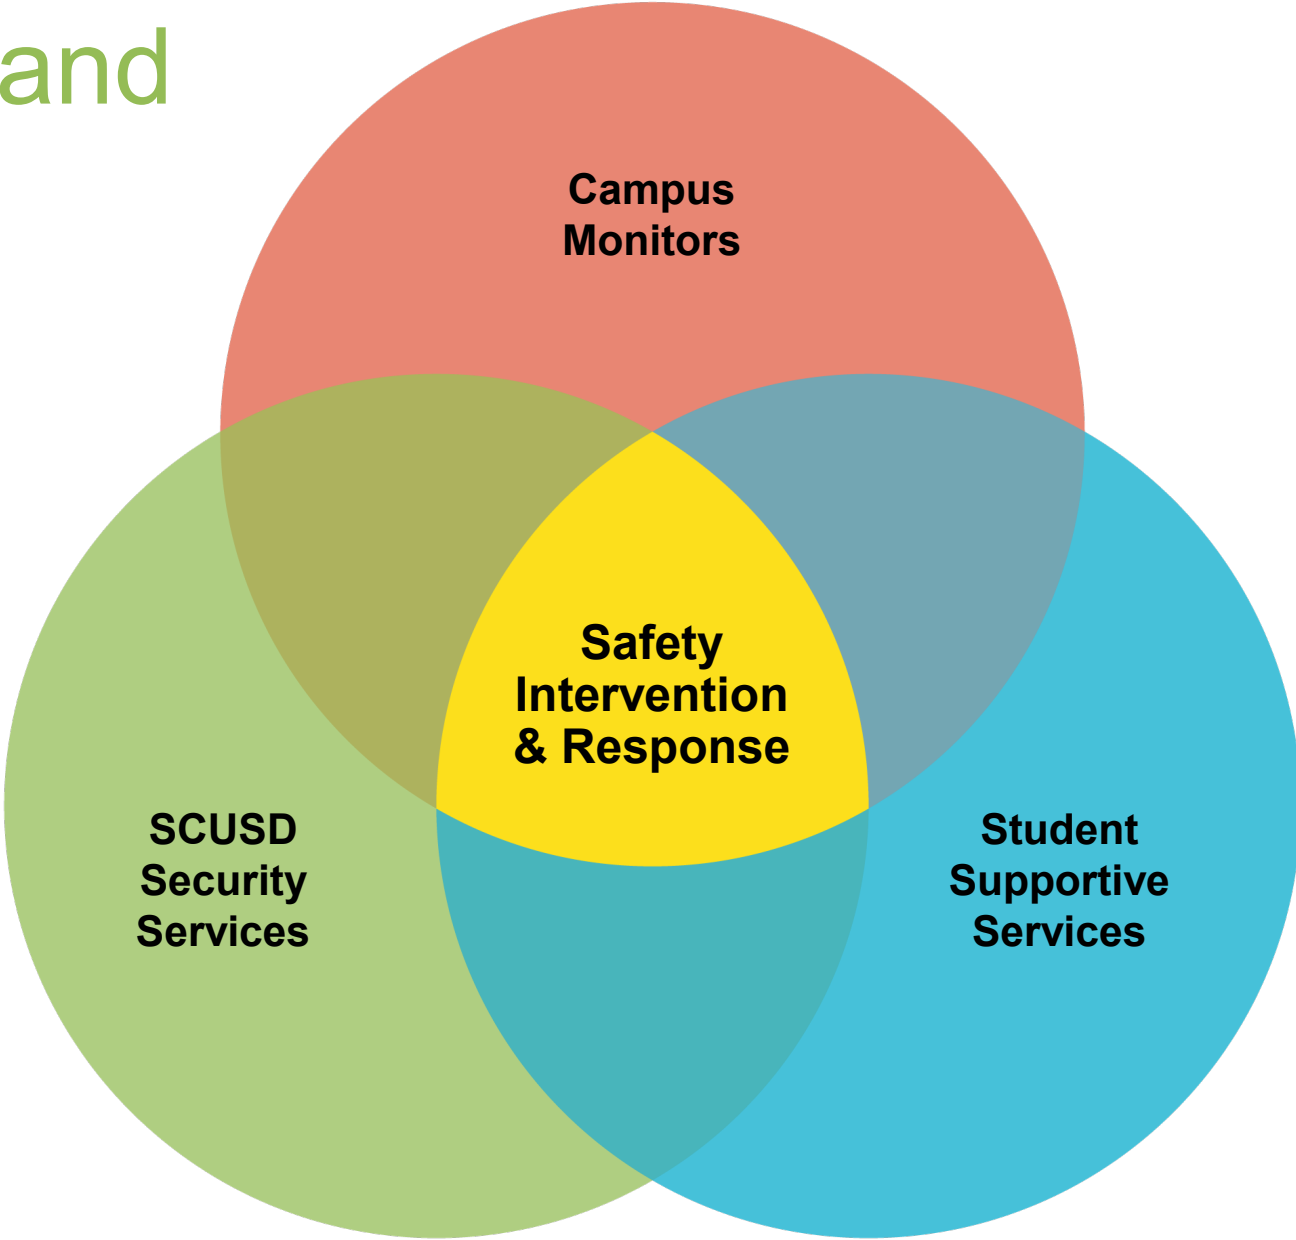 and
Campus
Monitors
Safety
Intervention
& Response
SCUSD
Security
Services
Student
Supportive
Services